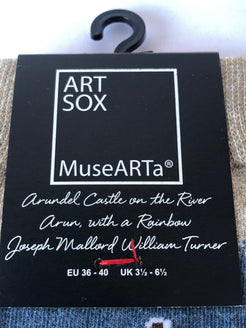 ART
SOX
MuseARTa®
Arundel Castle on the River
Arun, with a Rainbow
Joseph Mallord William Turner
EU 36 - 40 UK 3½ - 6½